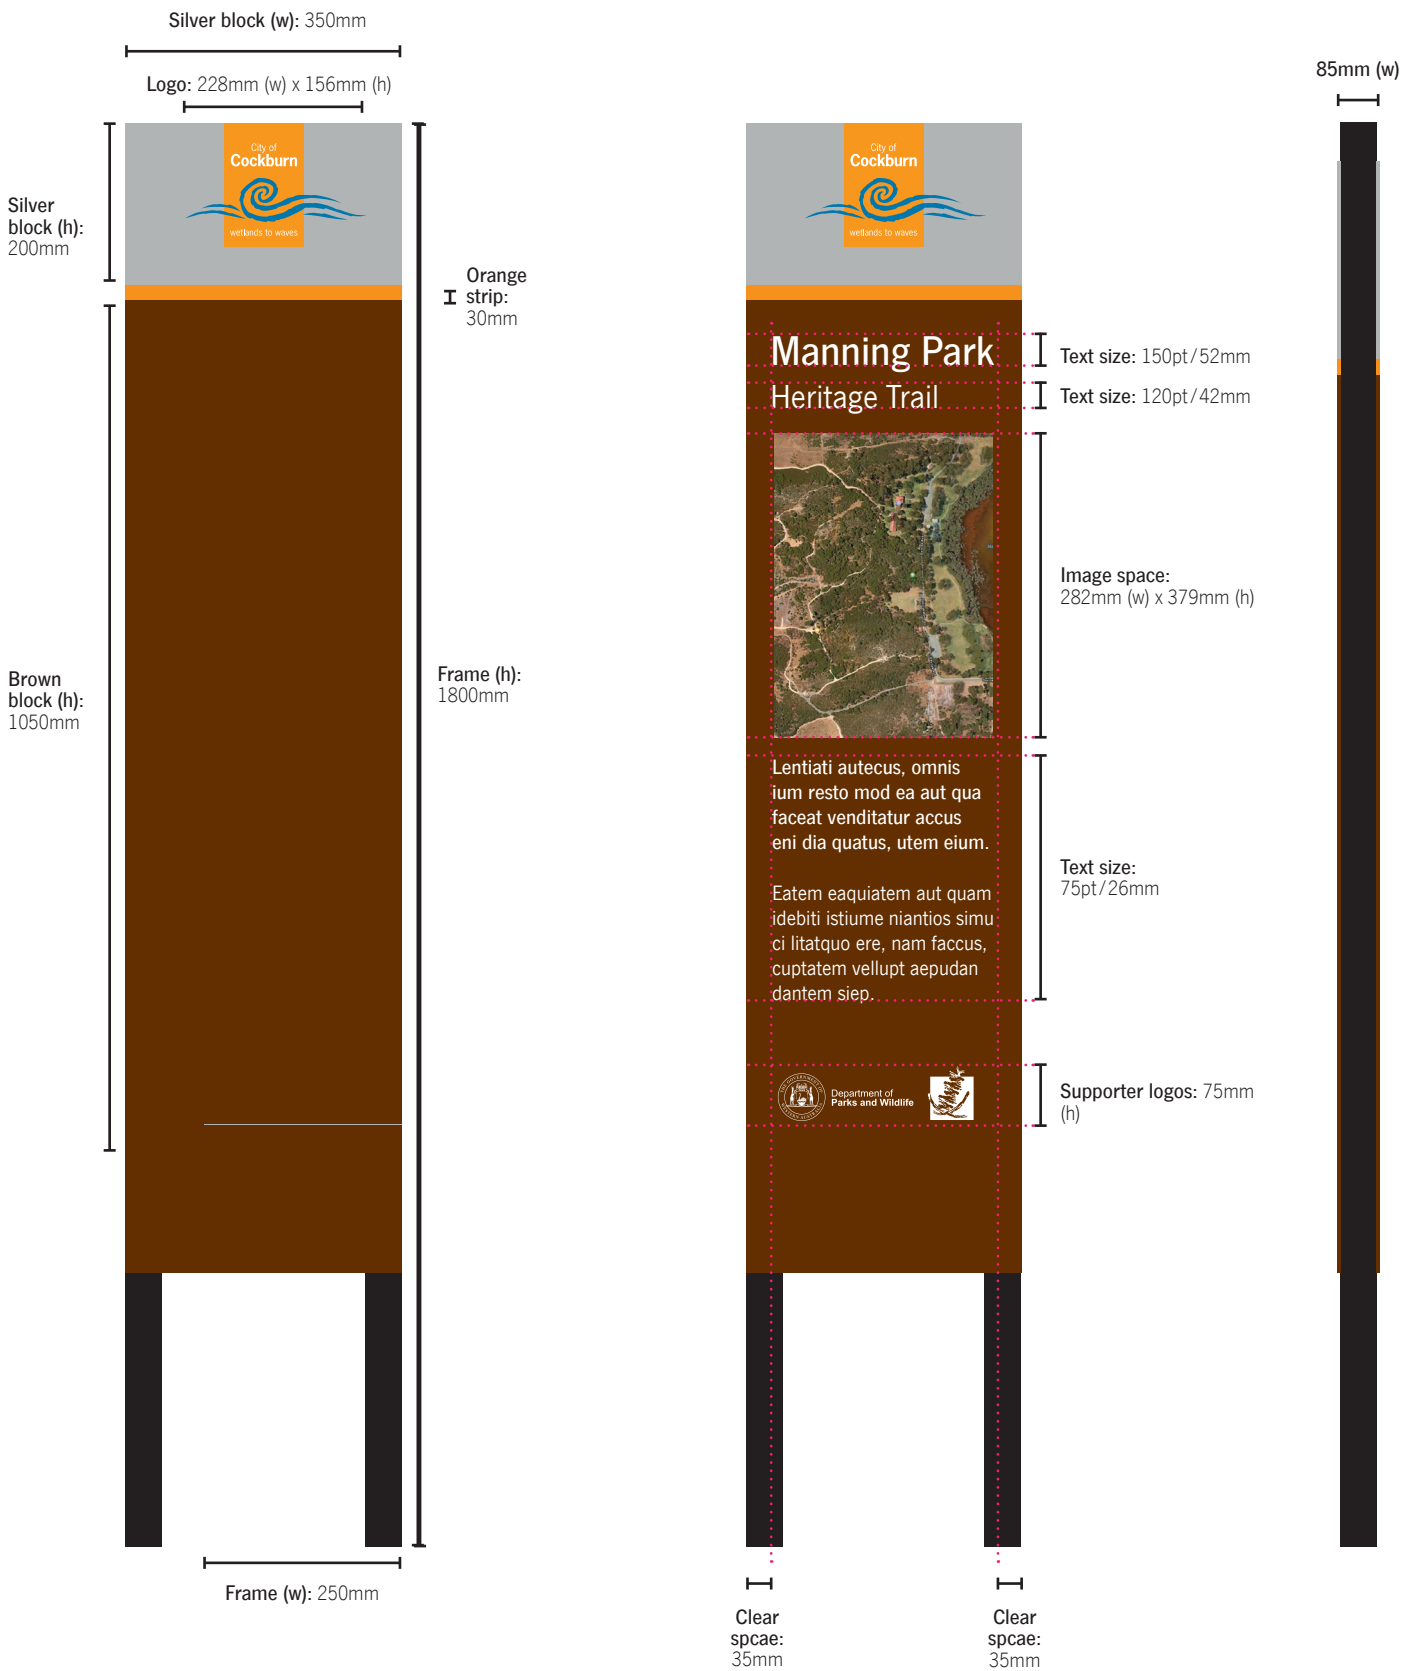 Silver block (w): 350mm
Logo: 228mm (w) x 156mm (h)
85mm (w)
City of
Cockburn
wetlands to waves
Silver
block (h):
200mm
Orange
strip:
30mm
Brown
block (h):
1050mm
Frame (h):
1800mm
Frame (w): 250mm
City of
Cockburn
wetlands to waves
Manning Park
Heritage Trail
Text size: 150pt/52mm
Text size: 120pt/42mm
Image space:
282mm (w) x 379mm (h)
Lentiati autecus, omnis
ium resto mod ea aut qua
faceat venditatur accus
eni dia quatus, utem eium.
Eatem eaquiatem aut quam
idebiti istiume niantios simu
ci litatquo ere, nam faccus,
cuptatem vellupt aepudan
dantem siep.
Text size:
75pt/26mm
Department of
Parks and Wildlife
Supporter logos: 75mm
(h)
Clear
spcae:
35mm
Clear
spcae:
35mm